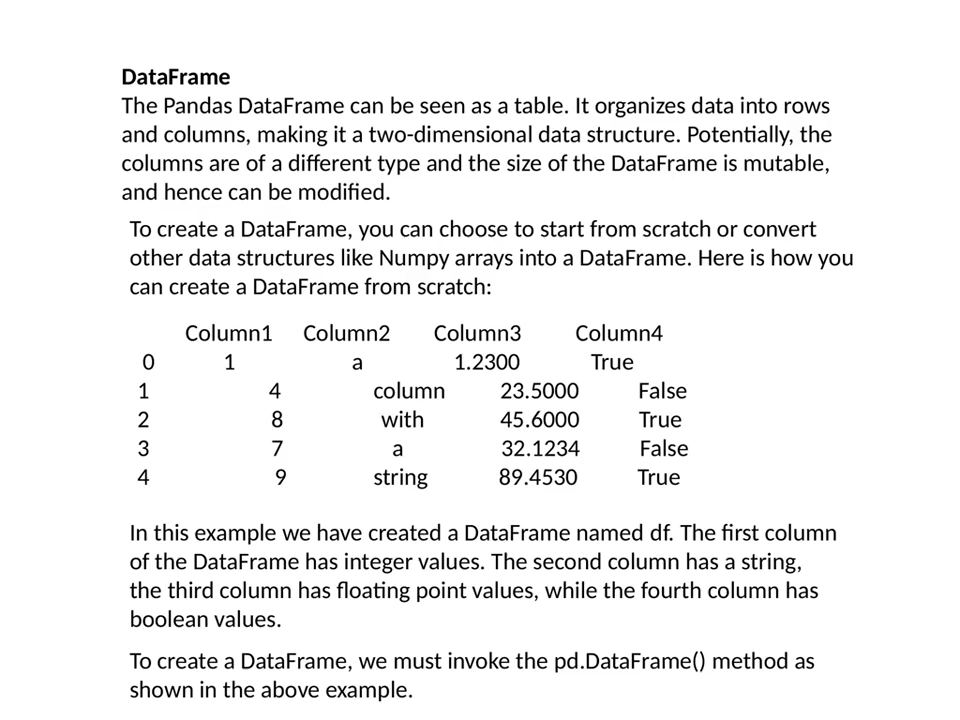 DataFrame
The Pandas DataFrame can be seen as a table. It organizes data into rows
and columns, making it a two-dimensional data structure. Potentially, the
columns are of a different type and the size of the DataFrame is mutable,
and hence can be modified.
To create a DataFrame, you can choose to start from scratch or convert
other data structures like Numpy arrays into a DataFrame. Here is how you
can create a DataFrame from scratch:
Column1 Column2 Column3 Column4
0 1 a 1.2300 True
1 4 column 23.5000 False
2 8 with 45.6000 True
3 7 a 32.1234 False
4 9 string 89.4530 True
In this example we have created a DataFrame named df. The first column
of the DataFrame has integer values. The second column has a string,
the third column has floating point values, while the fourth column has
boolean values.
To create a DataFrame, we must invoke the pd.DataFrame() method as
shown in the above example.